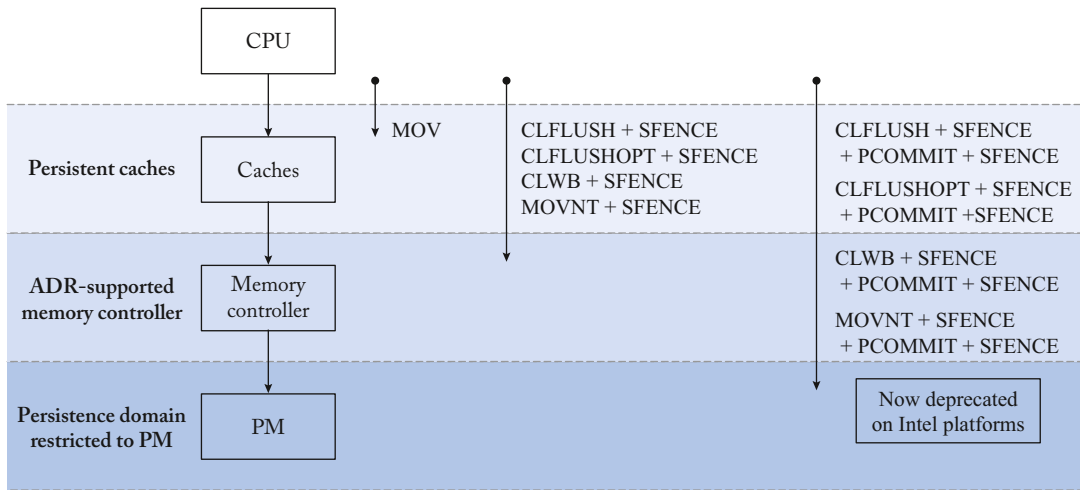 CPU
MOV
CLFLUSH + SFENCE
CLFLUSHOPT + SFENCE
CLWB + SFENCE
MOVNT + SFENCE
CLFLUSH + SFENCE
+ PCOMMIT + SFENCE
CLFLUSHOPT + SFENCE
+ PCOMMIT +SFENCE
Persistent caches
Caches
CLWB + SFENCE
+ PCOMMIT + SFENCE
MOVNT + SFENCE
+ PCOMMIT + SFENCE
ADR-supported
memory controller
Memory
controller
Persistence domain
restricted to PM
PM
Now deprecated
on Intel platforms